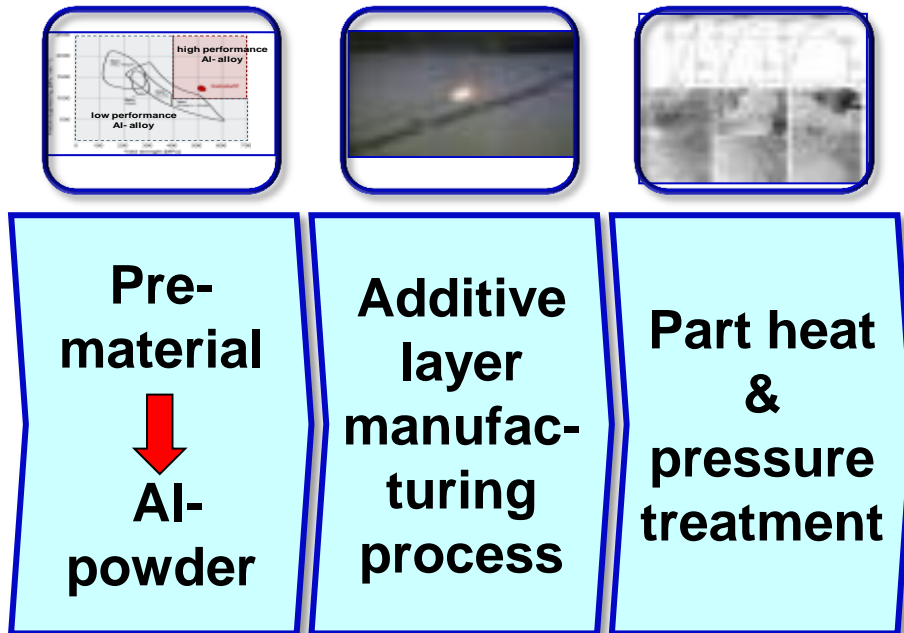 high performance
Al- alloy
low performance
Al- alloy
Pre-
material
Al-
powder
Additive
layer
manufac-
turing
process
Part heat
&
pressure
treatment